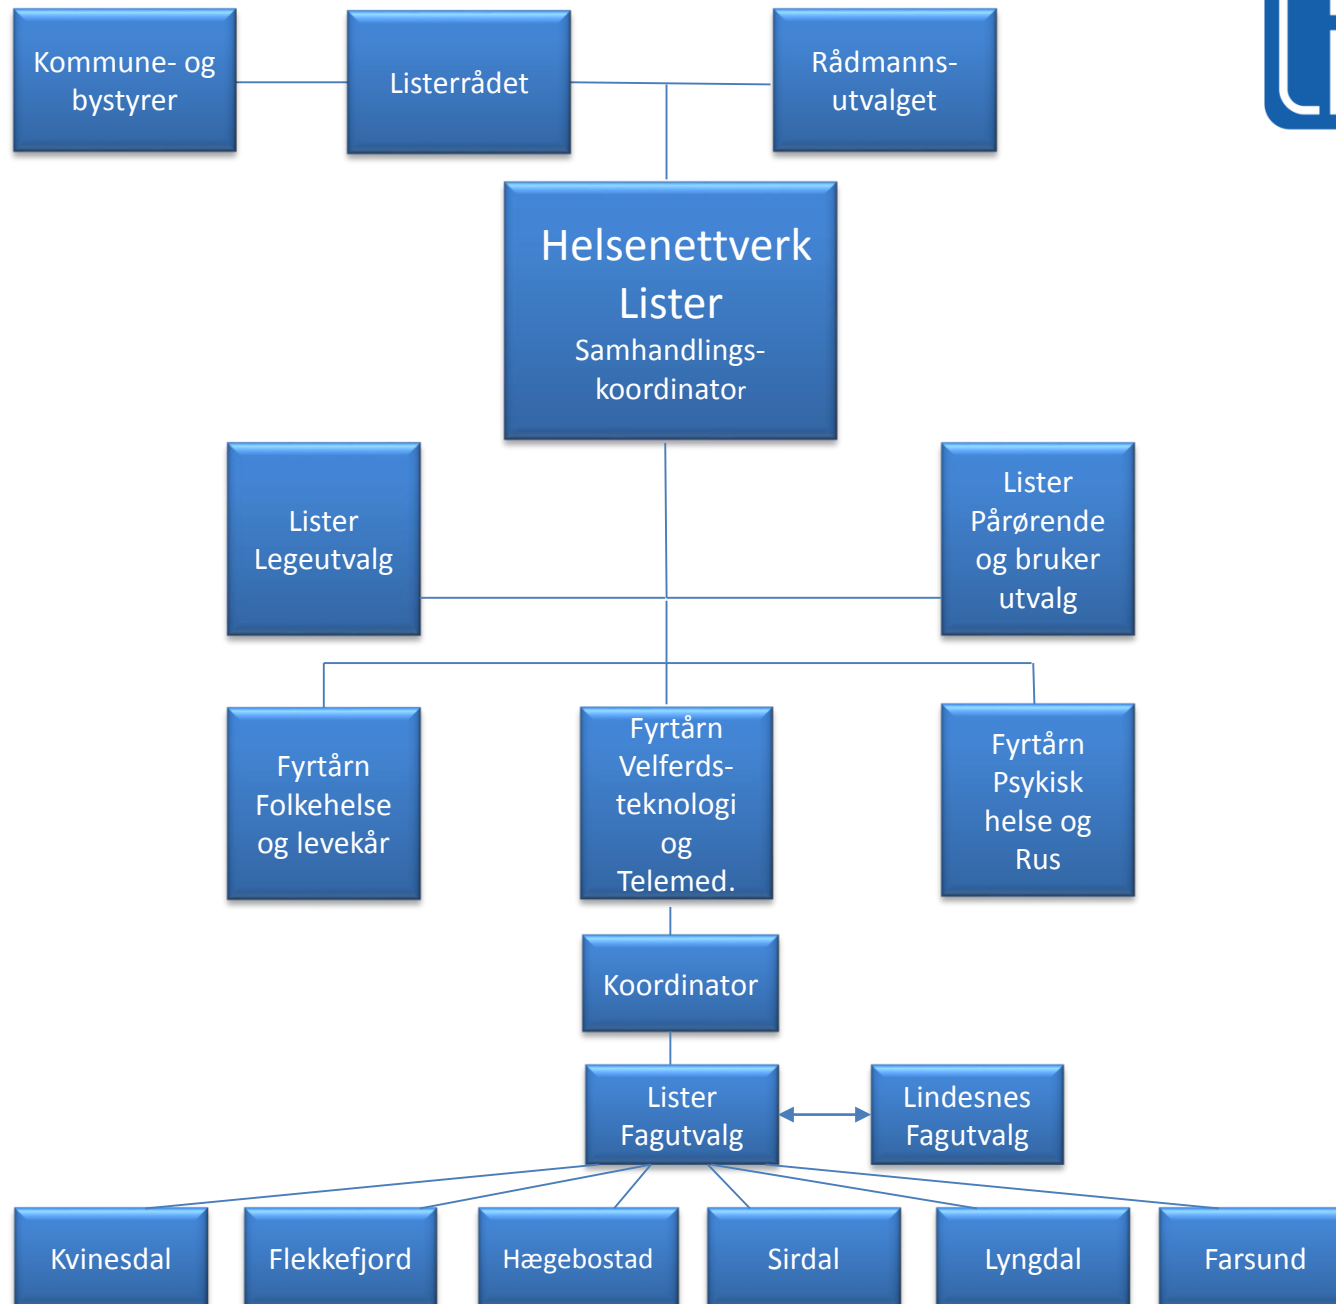 Kommune- og
bystyrer
Listerrådet
Rådmanns-
utvalget
Helsenettverk
Lister
Samhandlings-
koordinator
Lister
Legeutvalg
Lister
Pårørende
og bruker
utvalg
Fyrtårn
Folkehelse
og levekår
Fyrtårn
Velferds-
teknologi
og
Telemed.
Fyrtårn
Psykisk
helse og
Rus
Koordinator
Lister
Fagutvalg
Lindesnes
Fagutvalg
Kvinesdal
Flekkefjord
Hægebostad
Sirdal
Lyngdal
Farsund